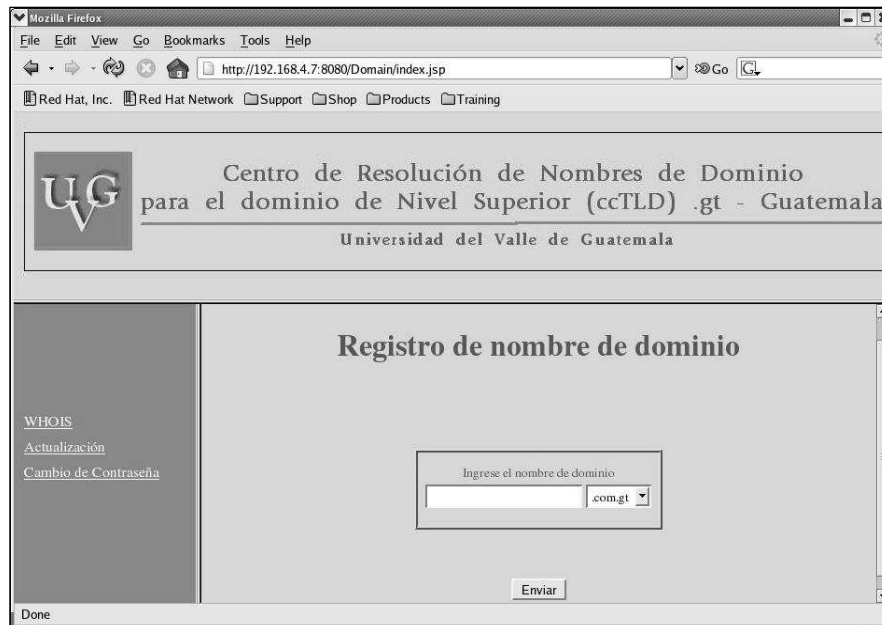 Mozilla Firefox
File Edit View Go Bookmarks Tools Help
http://192.168.4.7:8080/Domain/index.jsp Go G
Red Hat, Inc. Red Hat Network Support Shop Products Training
UVG
Centro de Resolución de Nombres de Dominio
para el dominio de Nivel Superior (ccTLD) .gt - Guatemala
Universidad del Valle de Guatemala
Registro de nombre de dominio
WHOIS
Actualización
Cambio de Contraseña
Ingrese el nombre de dominio
.com.gt
Enviar
Done